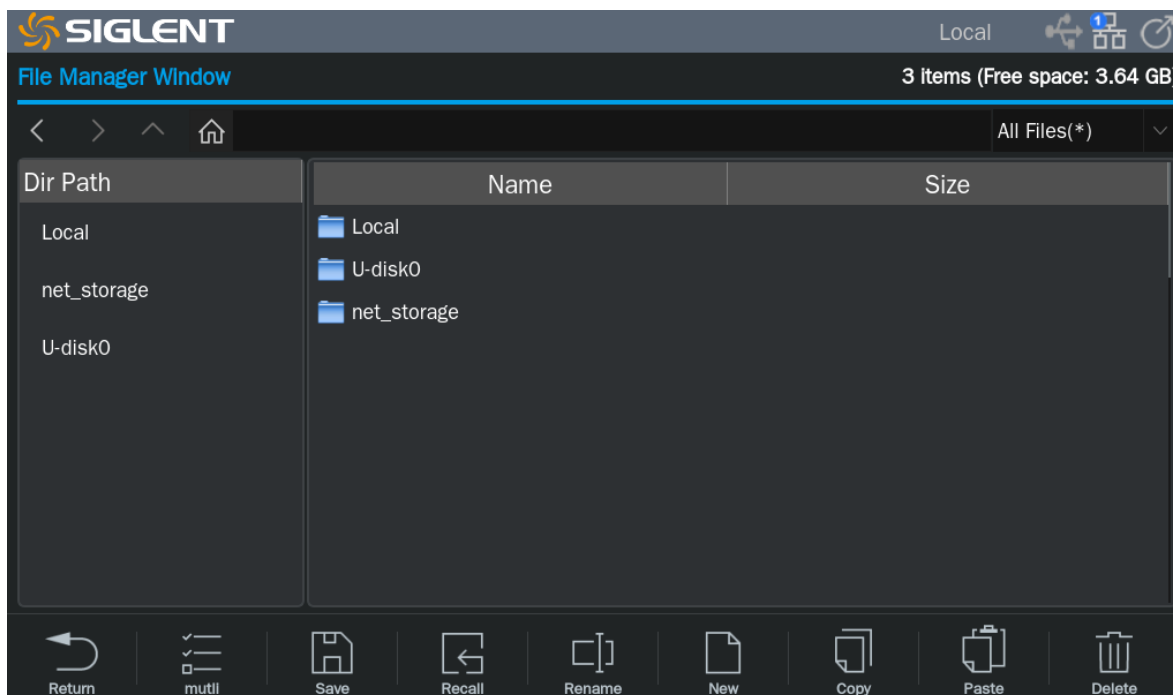 SIGLENT
Local
1
File Manager Window
3 items (Free space: 3.64 GB)
All Files(*)
Dir Path
Name
Size
Local
net_storage
U-disk0
Local
U-disk0
net_storage
Return
mutil
Save
Recall
Rename
New
Copy
Paste
Delete